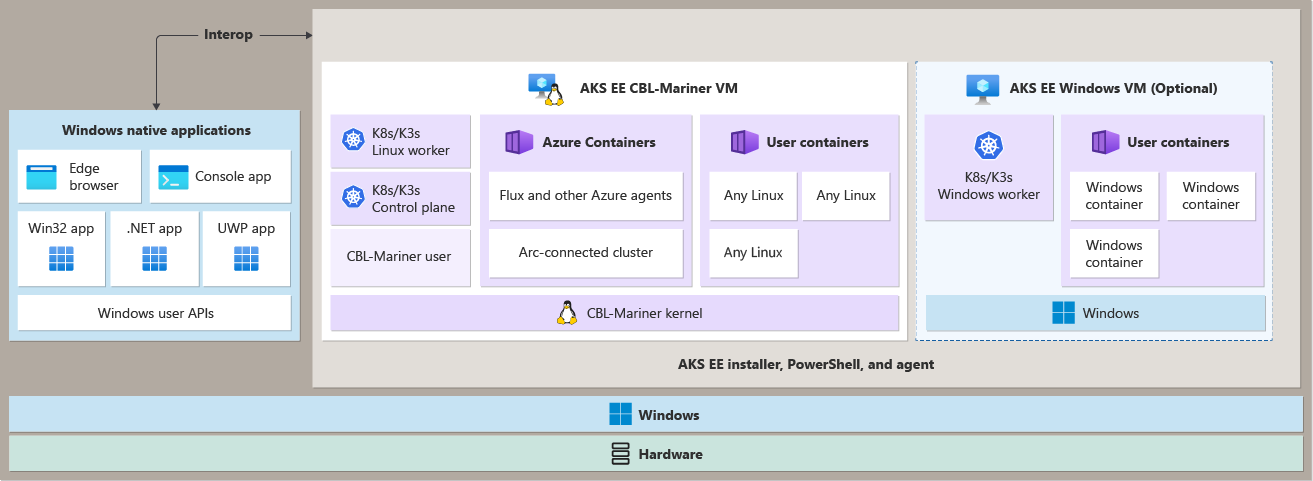 Interop
Windows native applications
Edge
browser
Console app
Win32 app
.NET app
UWP app
Windows user APIs
AKS EE CBL-Mariner VM
K8s/K3s
Linux worker
K8s/K3s
Control plane
CBL-Mariner user
Azure Containers
Flux and other Azure agents
Arc-connected cluster
User containers
Any Linux
Any Linux
Any Linux
CBL-Mariner kernel
AKS EE Windows VM (Optional)
K8s/K3s
Windows worker
User containers
Windows
container
Windows
container
Windows
container
Windows
AKS EE installer, PowerShell, and agent
Windows
Hardware